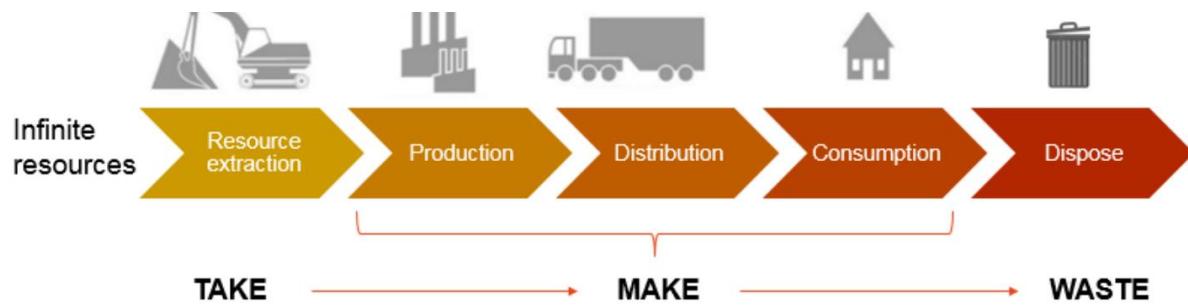 Infinite
resources
Resource
extraction
Production
Distribution
Consumption
Dispose
TAKE
MAKE
WASTE